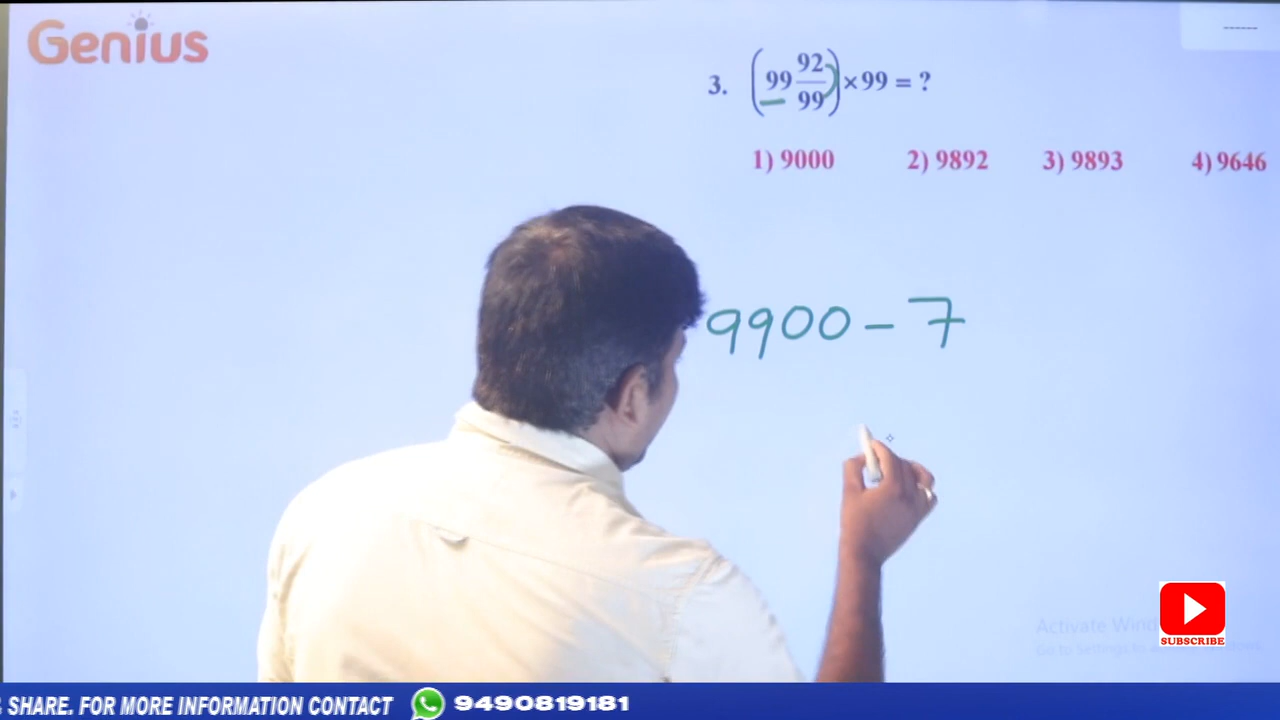 Genius
3. (99 92/99) × 99 = ?
1) 9000 2) 9892 3) 9893 4) 9646
9900 - 7
SUBSCRIBE
SHARE. FOR MORE INFORMATION CONTACT 9490819181